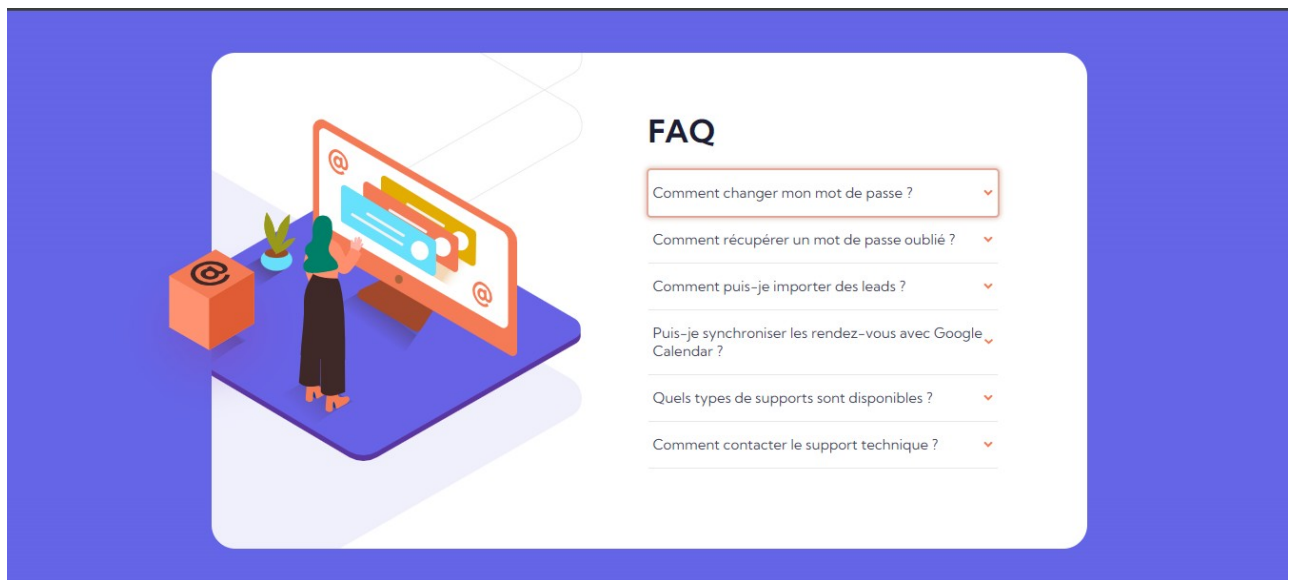 FAQ
Comment changer mon mot de passe ?
Comment récupérer un mot de passe oublié ?
Comment puis-je importer des leads ?
Puis-je synchroniser les rendez-vous avec Google
Calendar ?
Quels types de supports sont disponibles ?
Comment contacter le support technique ?
@
@
@